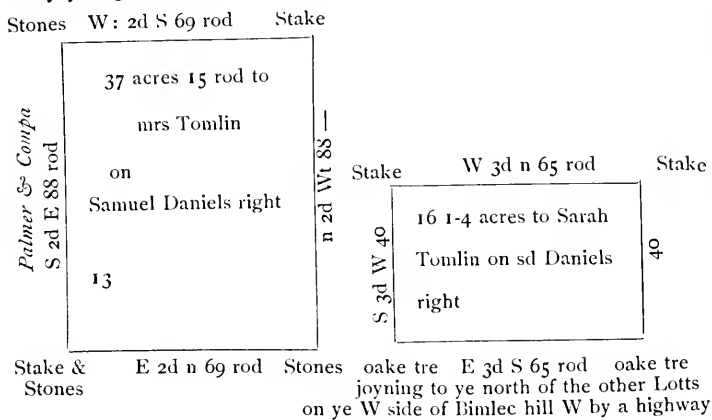 W: 2d S 69 rod
Stones
Stake
37 acres 15 rod to
mrs Tomlin
on
Samuel Daniels right
13
Palmer & Compa
S 2d E 88 rod
n 2d Wt 88 —
Stake &
Stones
E 2d n 69 rod
Stones
Stake
W 3d n 65 rod
Stake
16 1-4 acres to Sarah
Tomlin on sd Daniels
right
S 3d W 40
40
oake tre
E 3d S 65 rod
oake tre
joyning to ye north of the other Lotts
on ye W side of Bimlec hill W by a highway